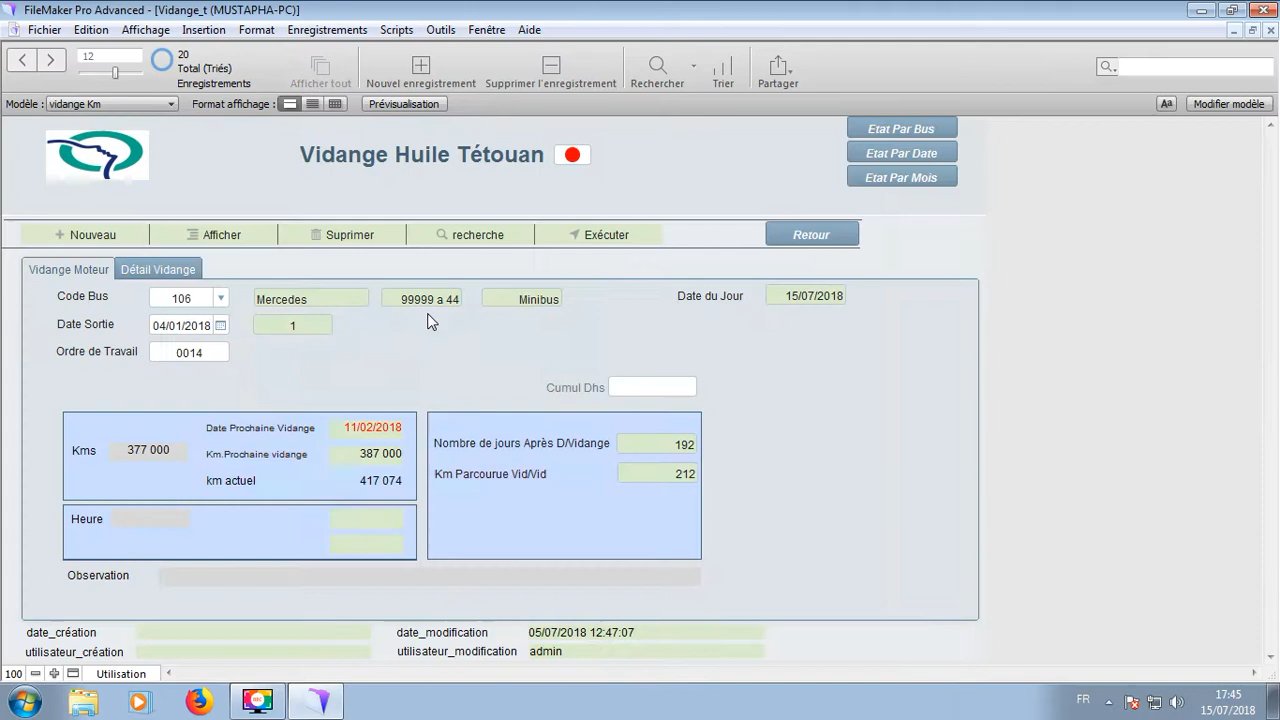 FileMaker Pro Advanced - [Vidange_t (MUSTAPHA-PC)]
Fichier Edition Affichage Insertion Format Enregistrements Scripts Outils Fenêtre Aide
12
20
Total (Triés)
Enregistrements
Afficher tout
Nouvel enregistrement
Supprimer l'enregistrement
Rechercher
Trier
Partager
Modèle : vidange Km Format affichage : Prévisualisation Aa Modifier modèle
Vidange Huile Tétouan
Etat Par Bus
Etat Par Date
Etat Par Mois
Nouveau Afficher Suprimer recherche Exécuter Retour
Vidange Moteur Détail Vidange
Code Bus 106 Mercedes 99999 a 44 Minibus Date du Jour 15/07/2018
Date Sortie 04/01/2018 1
Ordre de Travail 0014
Cumul Dhs
Kms 377 000
Date Prochaine Vidange 11/02/2018
Km.Prochaine vidange 387 000
km actuel 417 074
Nombre de jours Après D/Vidange 192
Km Parcourue Vid/Vid 212
Heure
Observation
date_création
date_modification 05/07/2018 12:47:07
utilisateur_création
utilisateur_modification admin
100 Utilisation
REC
FR
17:45
15/07/2018